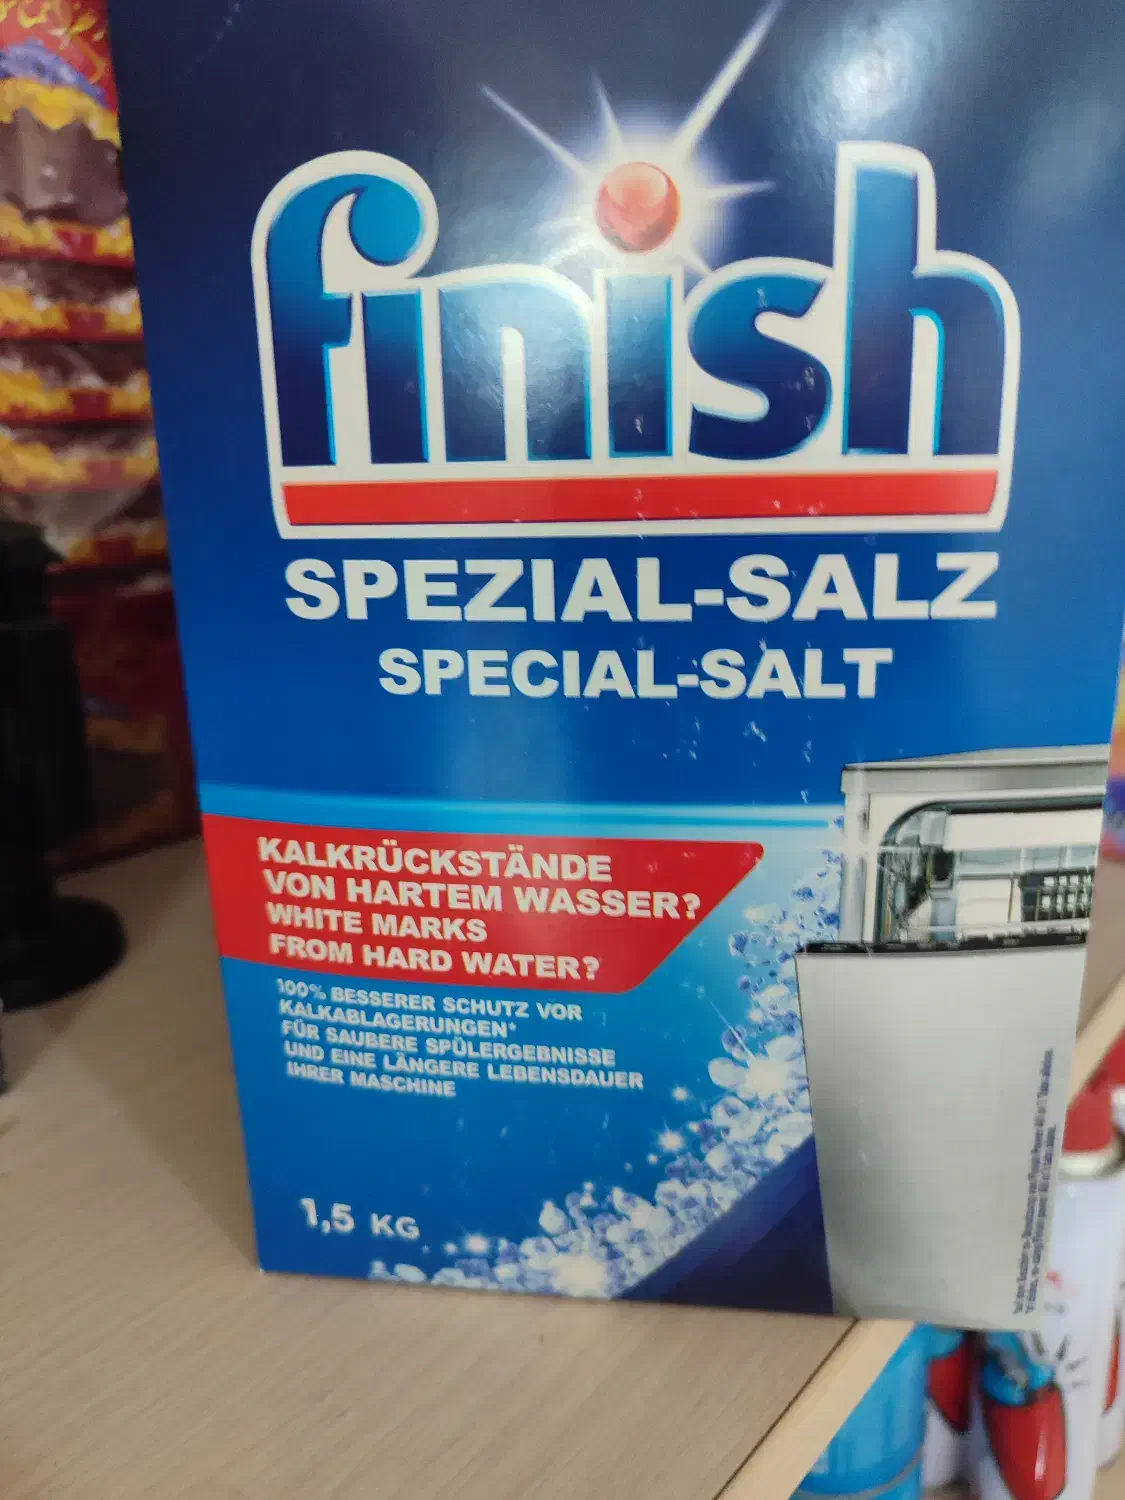 finish
SPEZIAL-SALZ
SPECIAL-SALT
KALKRÜCKSTÄNDE
VON HARTEM WASSER?
WHITE MARKS
FROM HARD WATER?
100% BESSERER SCHUTZ VOR
KALKABLAGERUNGEN*
FÜR SAUBERE SPÜLERGEBNISSE
UND EINE LÄNGERE LEBENSDAUER
IHRER MASCHINE
1,5 KG